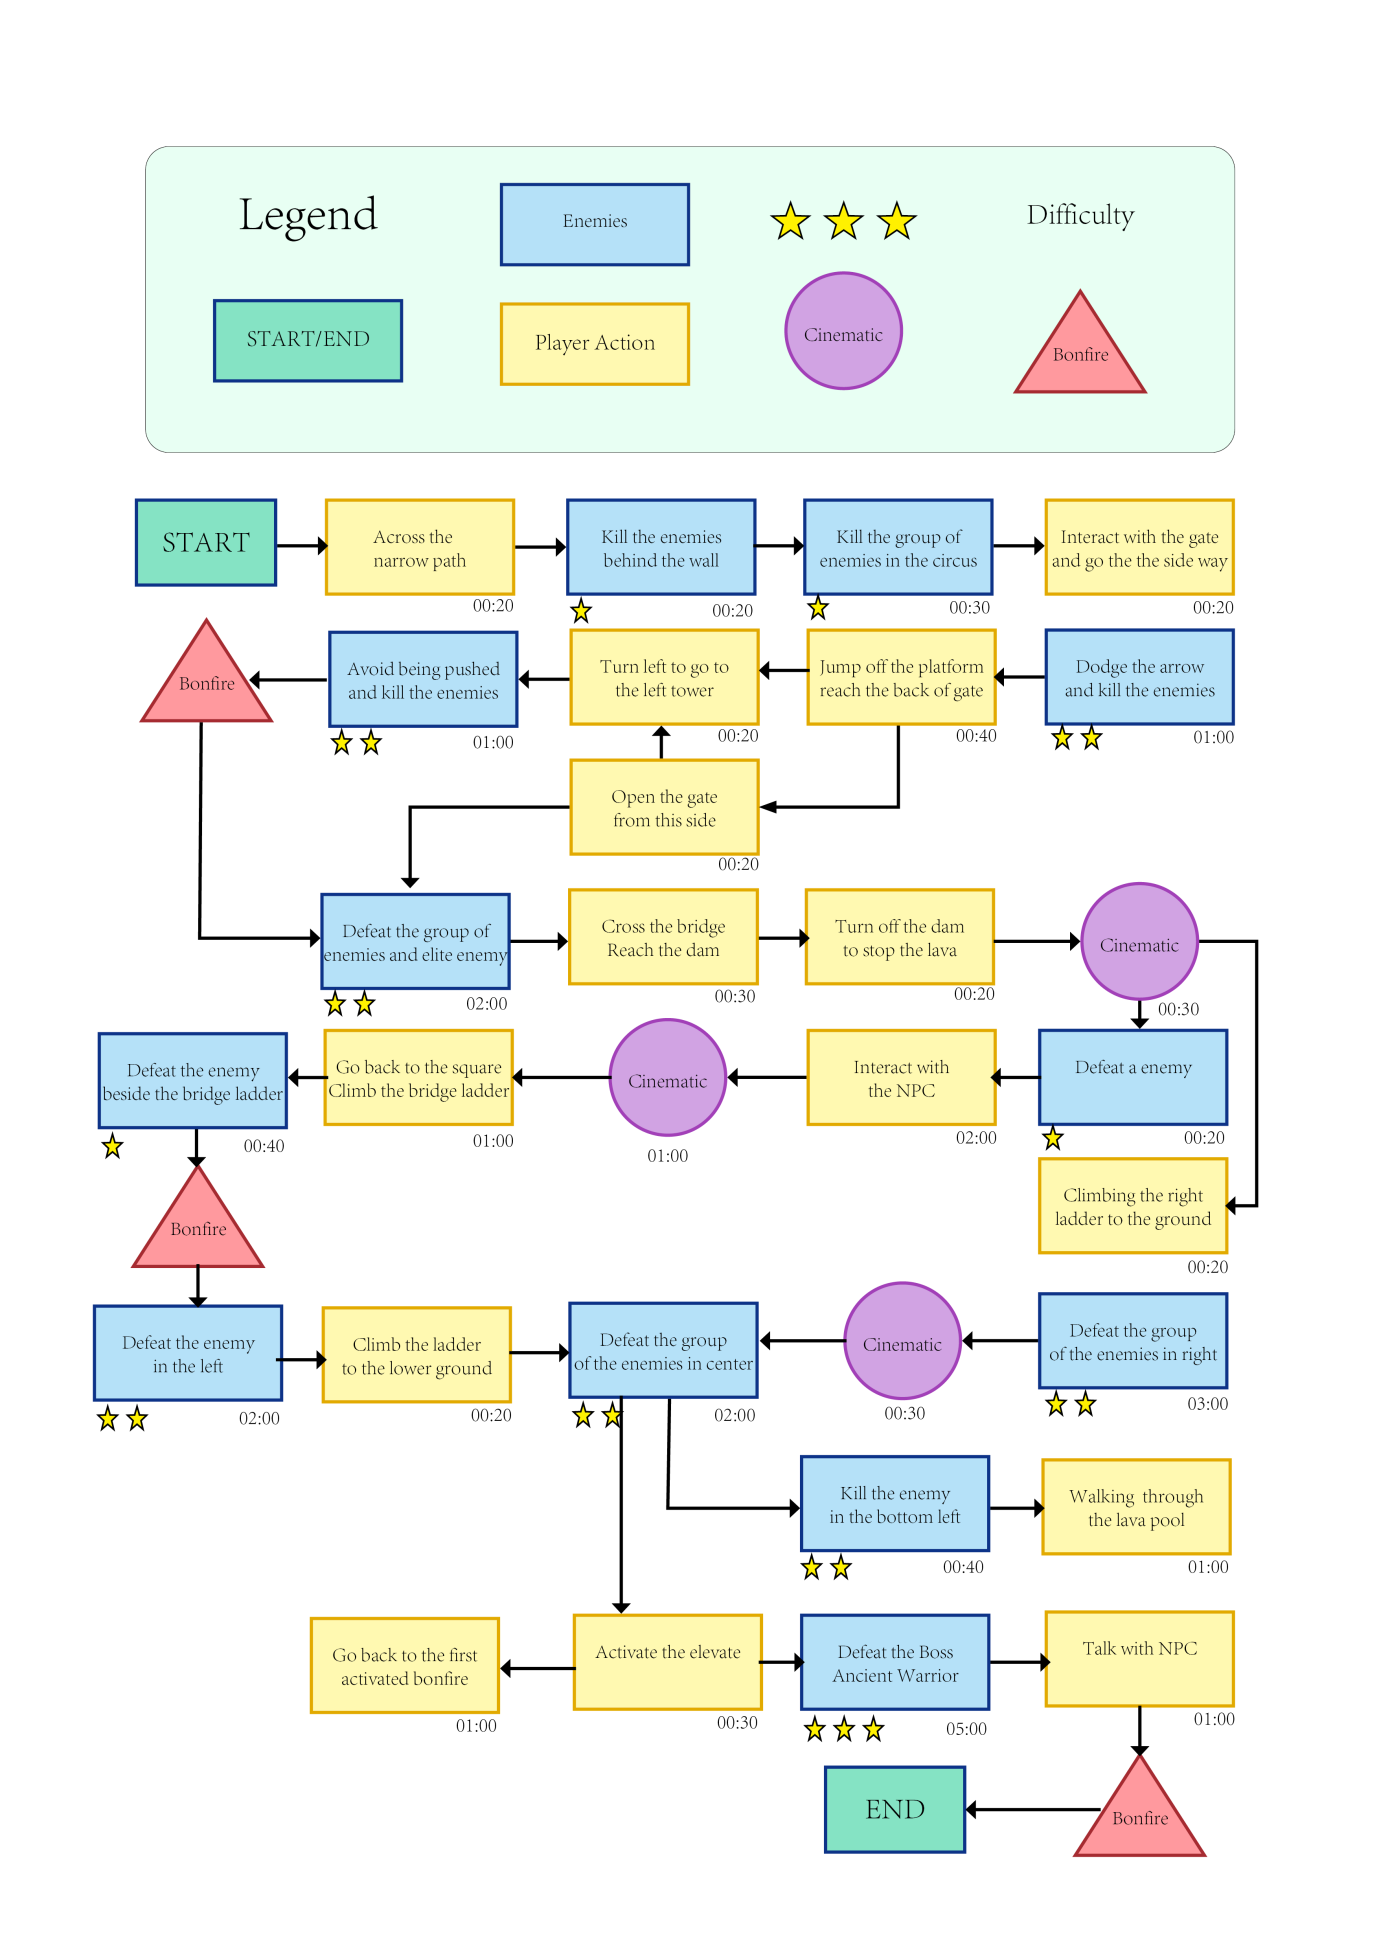 Legend
Enemies
Difficulty
START/END
Player Action
Cinematic
Bonfire
START
Across the
narrow path
00:20
Kill the enemies
behind the wall
00:20
Kill the group of
enemies in the circus
00:30
Interact with the gate
and go the the side way
00:20
Bonfire
Avoid being pushed
and kill the enemies
01:00
Turn left to go to
the left tower
00:20
Jump off the platform
reach the back of gate
00:40
Dodge the arrow
and kill the enemies
01:00
Open the gate
from this side
00:20
Defeat the group of
enemies and elite enemy
02:00
Cross the bridge
Reach the dam
00:30
Turn off the dam
to stop the lava
00:20
Cinematic
00:30
Defeat the enemy
beside the bridge ladder
00:40
Go back to the square
Climb the bridge ladder
01:00
Cinematic
01:00
Interact with
the NPC
02:00
Defeat a enemy
00:20
Climbing the right
ladder to the ground
00:20
Bonfire
Defeat the enemy
in the left
02:00
Climb the ladder
to the lower ground
00:20
Defeat the group
of the enemies in center
02:00
Cinematic
00:30
Defeat the group
of the enemies in right
03:00
Kill the enemy
in the bottom left
00:40
Walking through
the lava pool
01:00
Go back to the first
activated bonfire
01:00
Activate the elevate
00:30
Defeat the Boss
Ancient Warrior
05:00
Talk with NPC
01:00
END
Bonfire